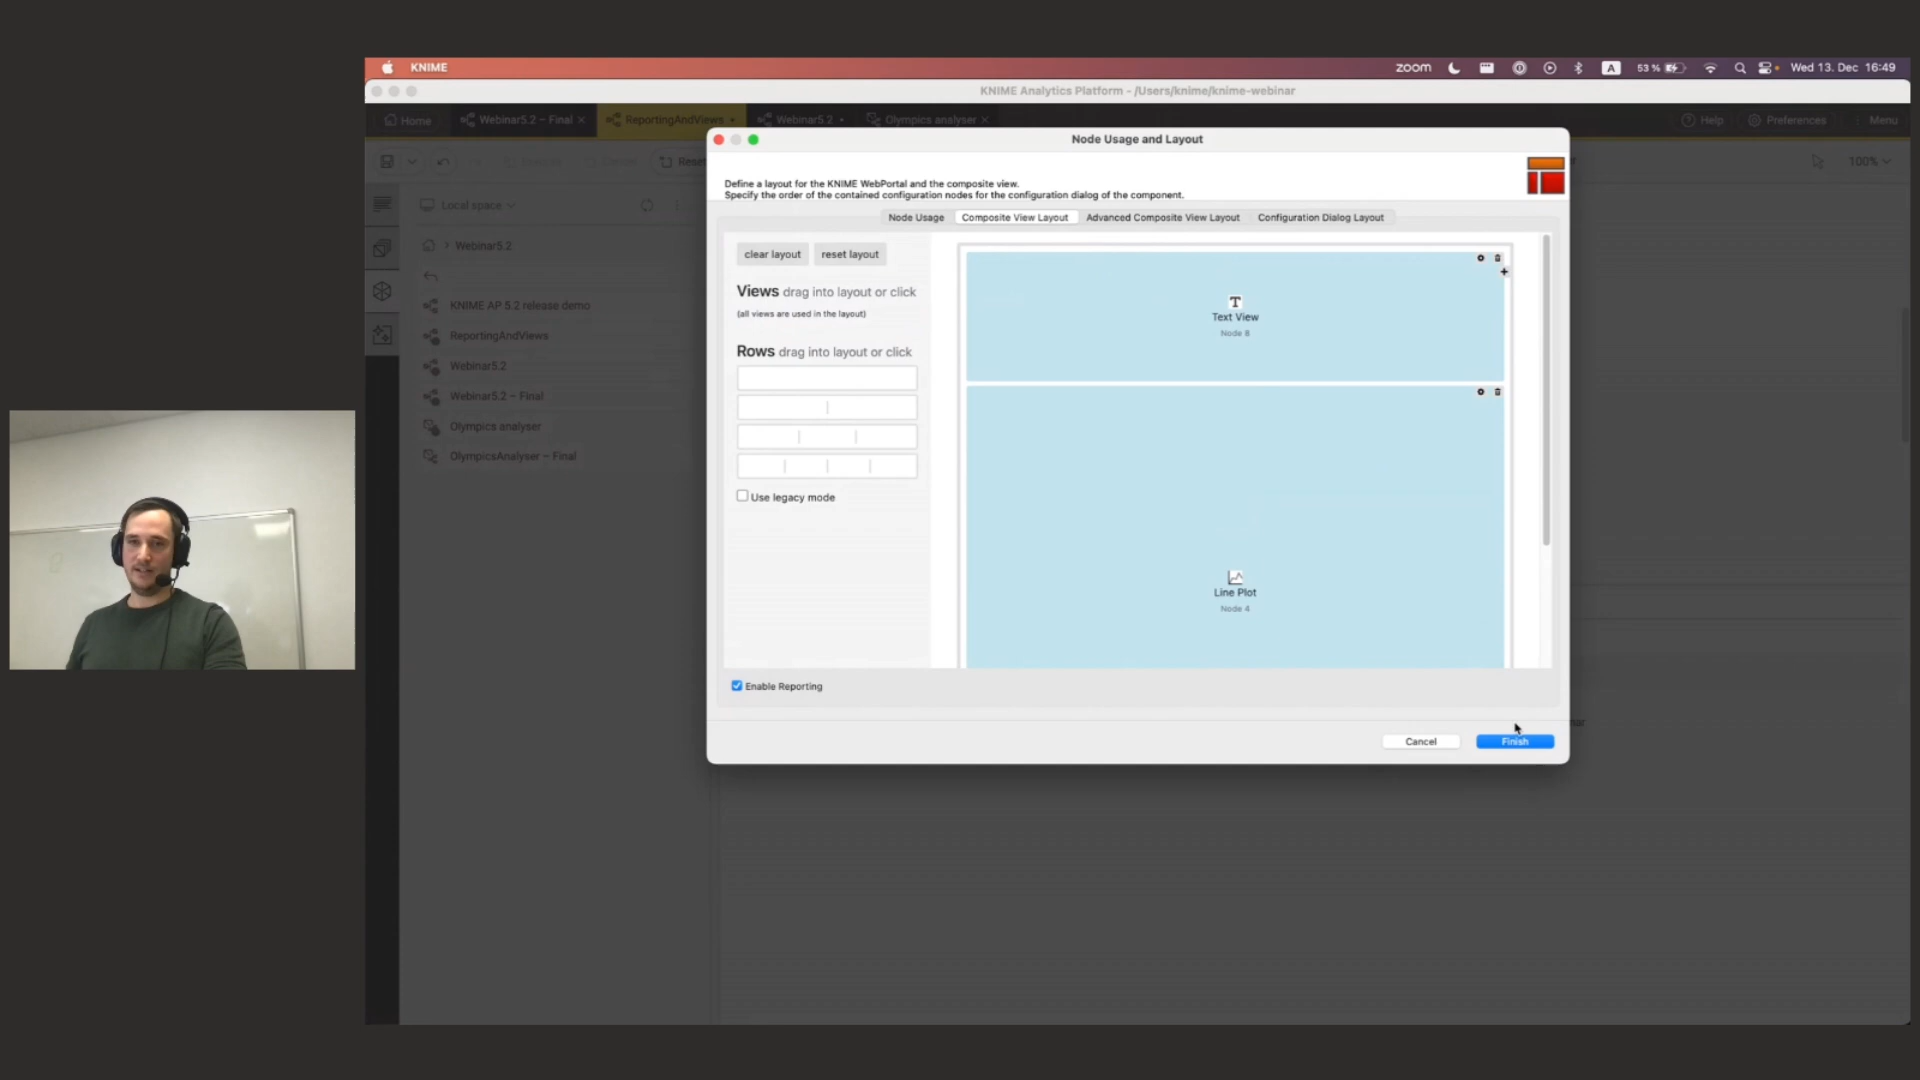 KNIME
zoom
A
53 %
Wed 13. Dec 16:49
KNIME Analytics Platform - /Users/knime/knime-webinar
Home
Webinar5.2 – Final
ReportingAndViews
Webinar5.2
Olympics analyser
Help
Preferences
Menu
Reset
100%
Node Usage and Layout
Define a layout for the KNIME WebPortal and the composite view.
Specify the order of the contained configuration nodes for the configuration dialog of the component.
Node Usage
Composite View Layout
Advanced Composite View Layout
Configuration Dialog Layout
Local space
Webinar5.2
KNIME AP 5.2 release demo
ReportingAndViews
Webinar5.2
Webinar5.2 – Final
Olympics analyser
OlympicsAnalyser – Final
clear layout
reset layout
Views drag into layout or click
(all views are used in the layout)
Rows drag into layout or click
Use legacy mode
T
Text View
Node 8
Line Plot
Node 4
Enable Reporting
Cancel
Finish